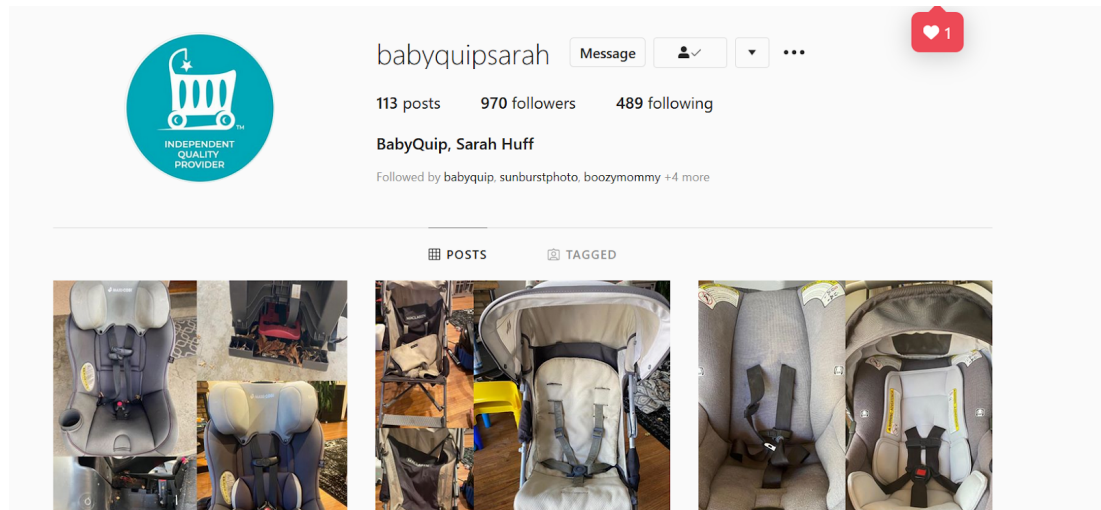 babyquipsarah Message
1
113 posts 970 followers 489 following
BabyQuip, Sarah Huff
Followed by babyquip, sunburstphoto, boozymommy +4 more
TM
INDEPENDENT
QUALITY
PROVIDER
POSTS TAGGED